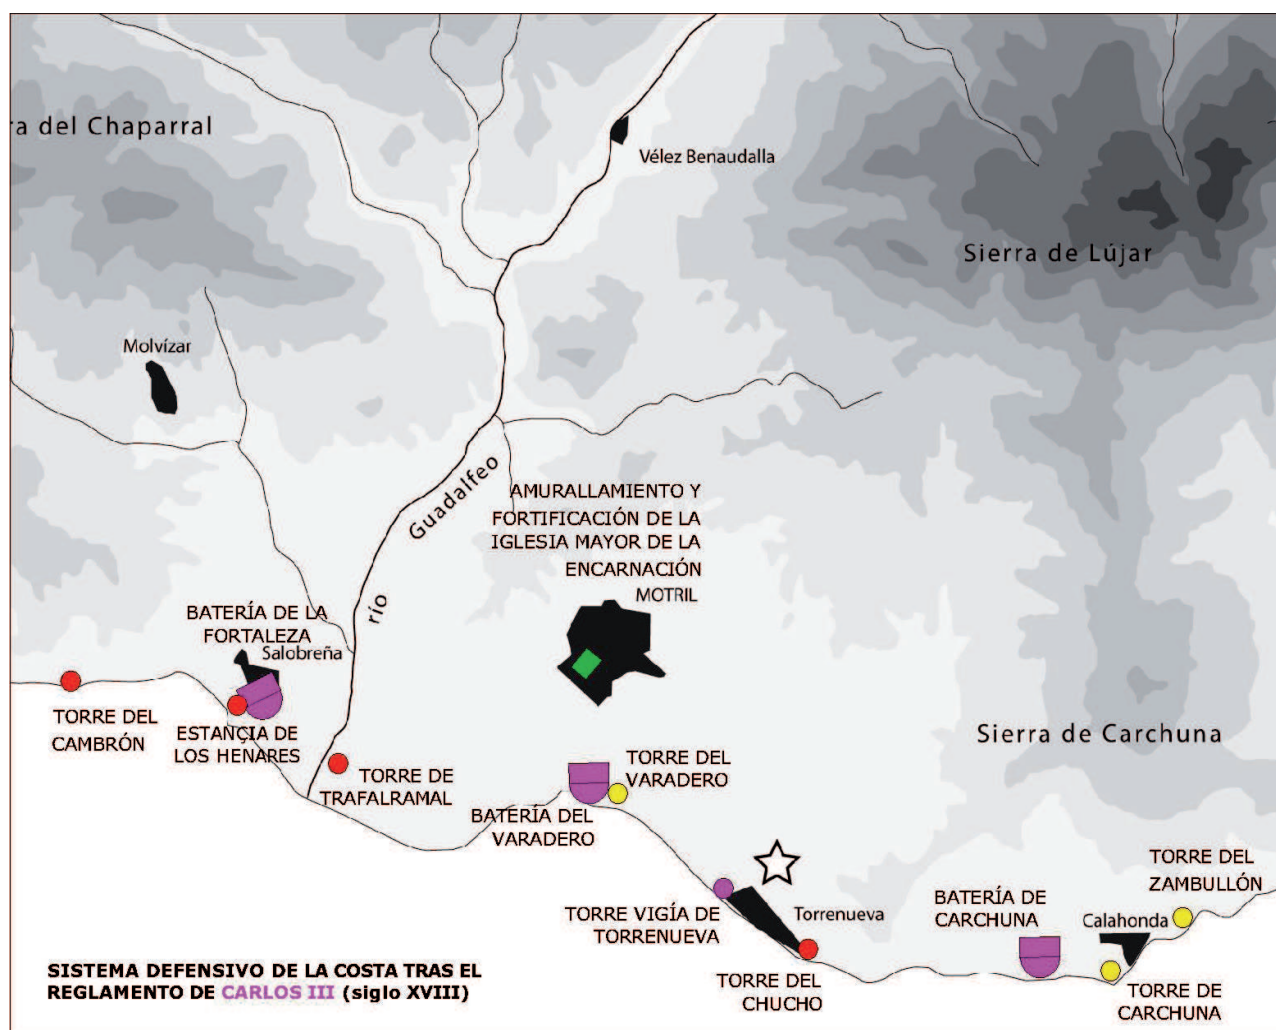 ra del Chaparral
Vélez Benaudalla
Sierra de Lújar
Molvízar
río Guadalfeo
AMURALLAMIENTO Y
FORTIFICACIÓN DE LA
IGLESIA MAYOR DE LA
ENCARNACIÓN
MOTRIL
BATERÍA DE LA
FORTALEZA
Salobreña
TORRE DEL
CAMBRÓN
ESTANCIA DE
LOS HENARES
TORRE DE
TRAFALRAMAL
BATERÍA DEL
VARADERO
TORRE DEL
VARADERO
Sierra de Carchuna
TORRE VIGÍA DE
TORRENUEVA
Torrenueva
TORRE DEL
CHUCHO
BATERÍA DE
CARCHUNA
Calahonda
TORRE DEL
ZAMBULLÓN
TORRE DE
CARCHUNA
SISTEMA DEFENSIVO DE LA COSTA TRAS EL
REGLAMENTO DE CARLOS III (siglo XVIII)